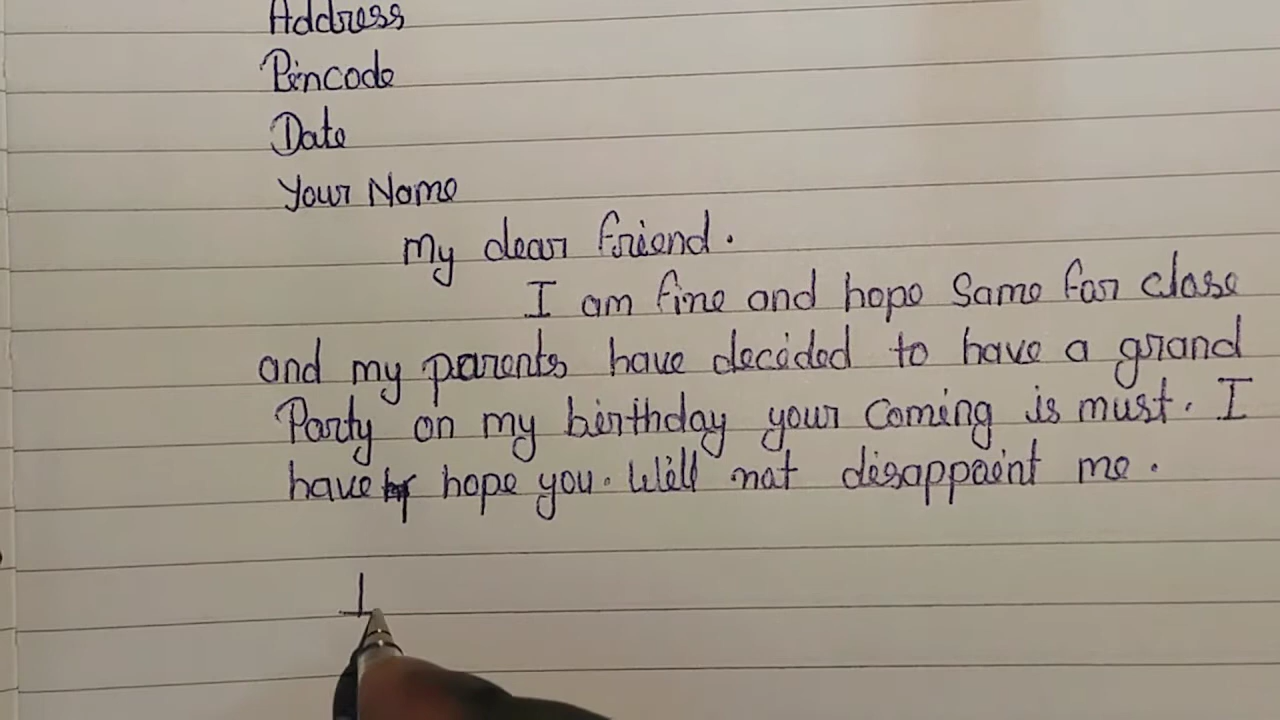 Address
Pincode
Date
Your Name
My dear friend.
I am fine and hope Same for close
and my parents have decided to have a grand
Party on my birthday your Coming is must. I
have hope you. Will not disappoint me.
I